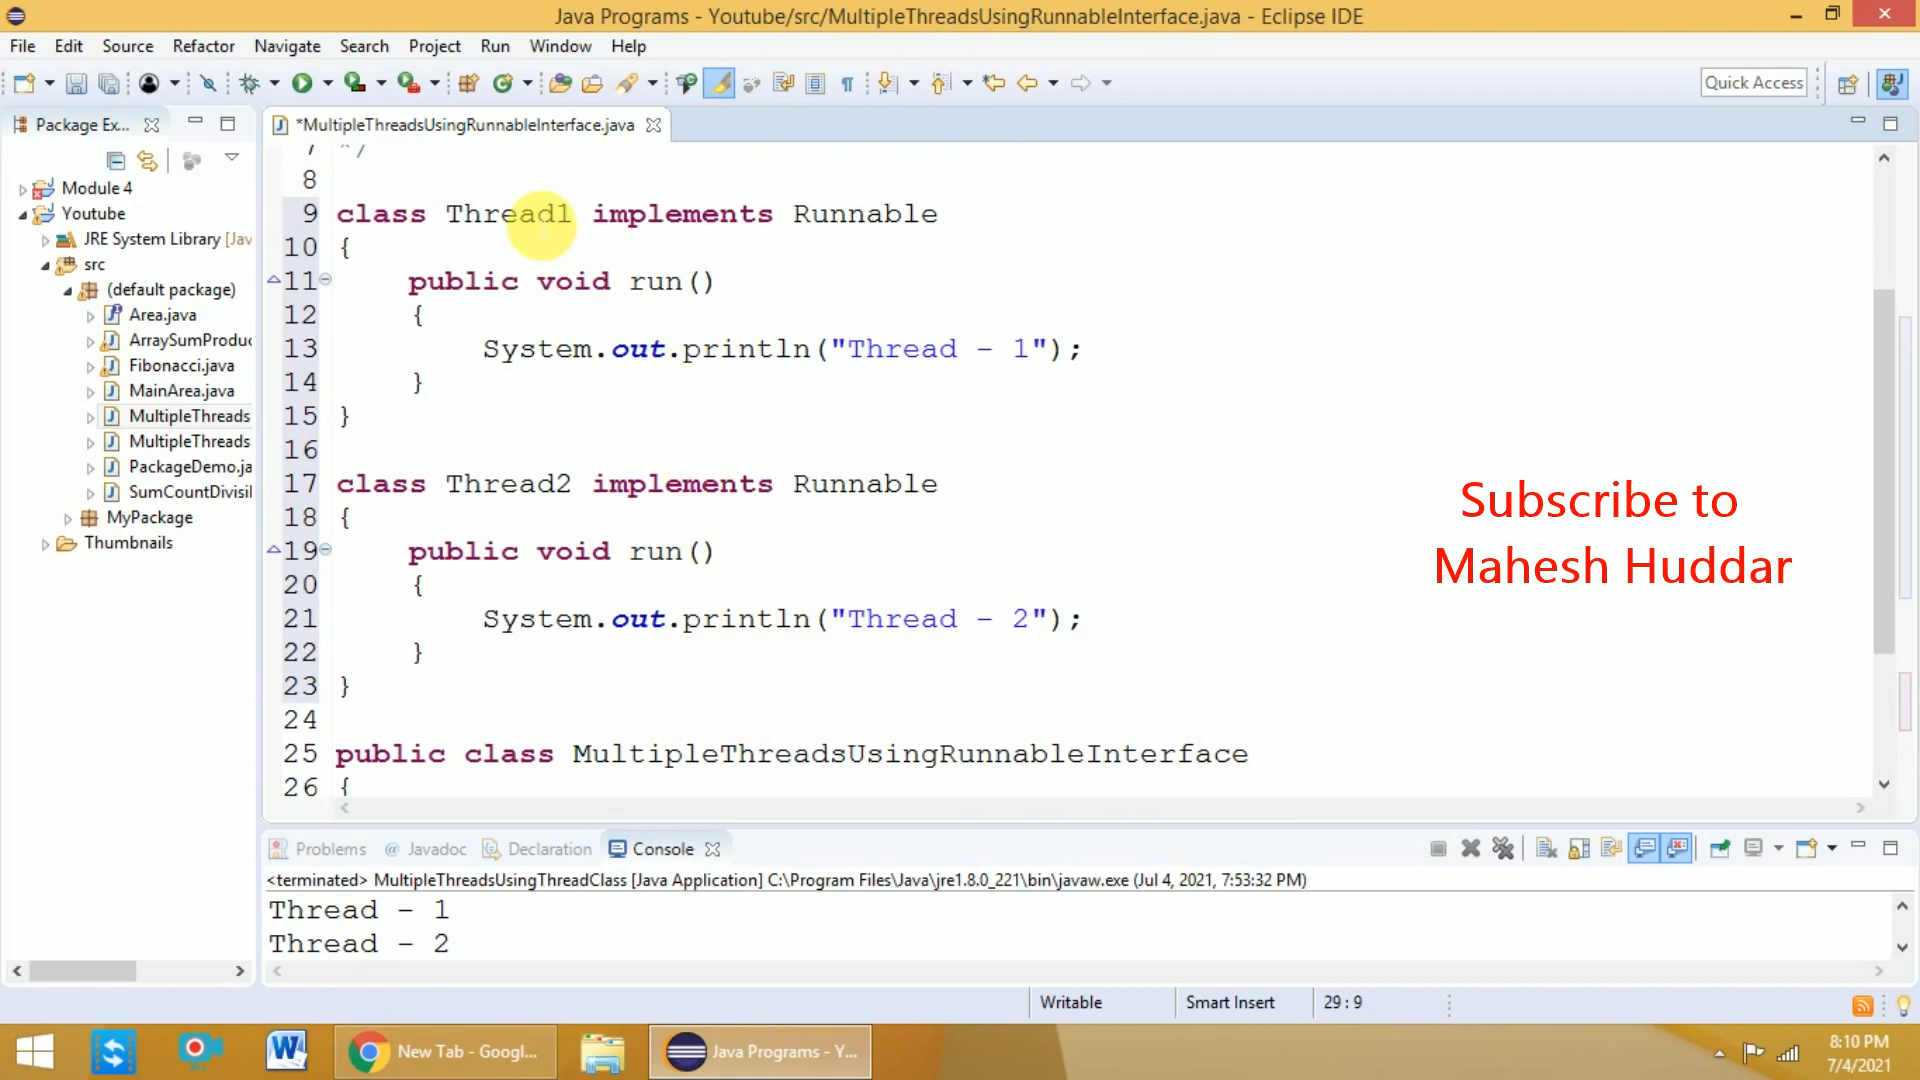 Java Programs - Youtube/src/MultipleThreadsUsingRunnableInterface.java - Eclipse IDE
File Edit Source Refactor Navigate Search Project Run Window Help
Quick Access
Package Ex...
*MultipleThreadsUsingRunnableInterface.java
Module 4
Youtube
JRE System Library [Jav
src
(default package)
Area.java
ArraySumProduc
Fibonacci.java
MainArea.java
MultipleThreads
MultipleThreads
PackageDemo.ja
SumCountDivisil
MyPackage
Thumbnails
7 */
8
9 class Thread1 implements Runnable
10 {
11 public void run()
12 {
13 System.out.println("Thread - 1");
14 }
15 }
16
17 class Thread2 implements Runnable
18 {
19 public void run()
20 {
21 System.out.println("Thread - 2");
22 }
23 }
24
25 public class MultipleThreadsUsingRunnableInterface
26 {
Subscribe to
Mahesh Huddar
Problems @ Javadoc Declaration Console
<terminated> MultipleThreadsUsingThreadClass [Java Application] C:\Program Files\Java\jre1.8.0_221\bin\javaw.exe (Jul 4, 2021, 7:53:32 PM)
Thread - 1
Thread - 2
Writable Smart Insert 29 : 9
New Tab - Googl...
Java Programs - Y...
8:10 PM
7/4/2021